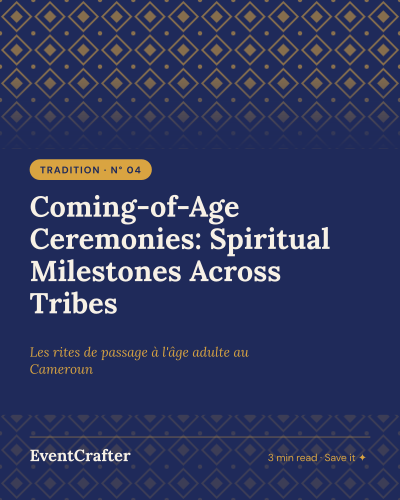 TRADITION · N° 04
Coming-of-Age
Ceremonies: Spiritual
Milestones Across
Tribes
Les rites de passage à l'âge adulte au
Cameroun
EventCrafter
3 min read · Save it ✦